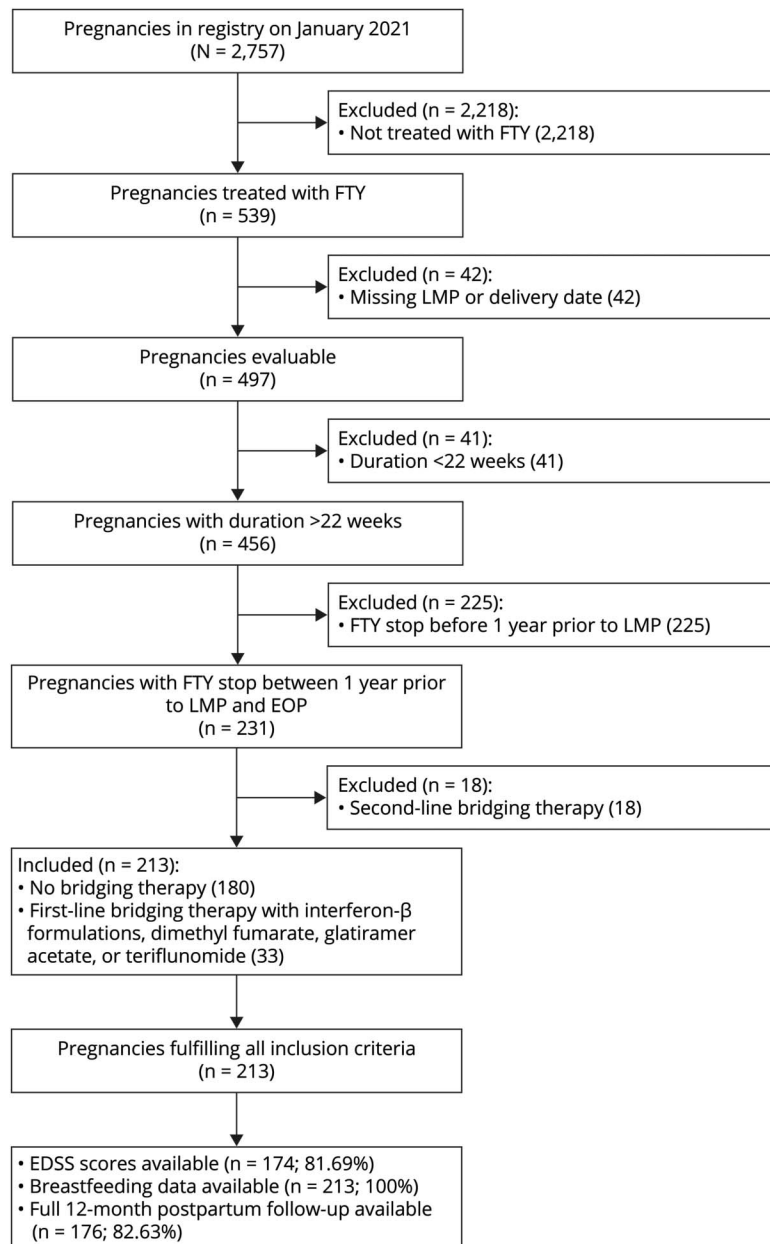 Pregnancies in registry on January 2021
(N = 2,757)
Excluded (n = 2,218):
• Not treated with FTY (2,218)
Pregnancies treated with FTY
(n = 539)
Excluded (n = 42):
• Missing LMP or delivery date (42)
Pregnancies evaluable
(n = 497)
Excluded (n = 41):
• Duration <22 weeks (41)
Pregnancies with duration >22 weeks
(n = 456)
Excluded (n = 225):
• FTY stop before 1 year prior to LMP (225)
Pregnancies with FTY stop between 1 year prior
to LMP and EOP
(n = 231)
Excluded (n = 18):
• Second-line bridging therapy (18)
Included (n = 213):
• No bridging therapy (180)
• First-line bridging therapy with interferon-β
formulations, dimethyl fumarate, glatiramer
acetate, or teriflunomide (33)
Pregnancies fulfilling all inclusion criteria
(n = 213)
• EDSS scores available (n = 174; 81.69%)
• Breastfeeding data available (n = 213; 100%)
• Full 12-month postpartum follow-up available
(n = 176; 82.63%)